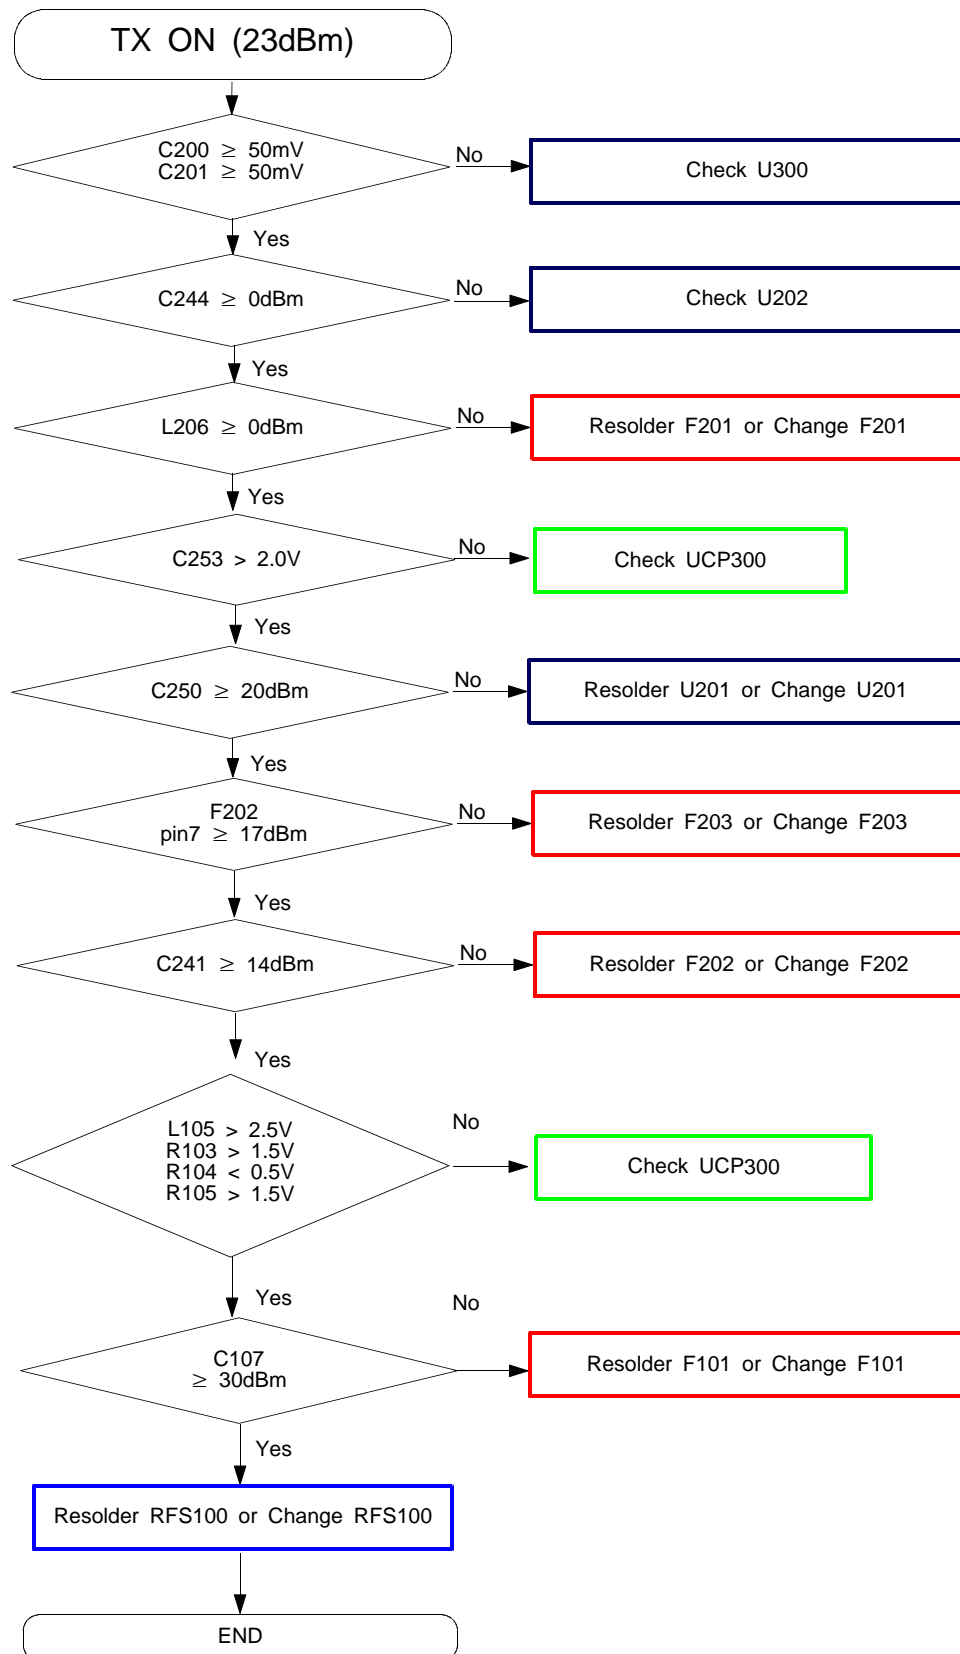 TX ON (23dBm)
C200 ≥ 50mV
C201 ≥ 50mV
No
Check U300
Yes
C244 ≥ 0dBm
No
Check U202
Yes
L206 ≥ 0dBm
No
Resolder F201 or Change F201
Yes
C253 > 2.0V
No
Check UCP300
Yes
C250 ≥ 20dBm
No
Resolder U201 or Change U201
Yes
F202
pin7 ≥ 17dBm
No
Resolder F203 or Change F203
Yes
C241 ≥ 14dBm
No
Resolder F202 or Change F202
Yes
L105 > 2.5V
R103 > 1.5V
R104 < 0.5V
R105 > 1.5V
No
Check UCP300
Yes
No
C107
≥ 30dBm
Resolder F101 or Change F101
Yes
Resolder RFS100 or Change RFS100
END